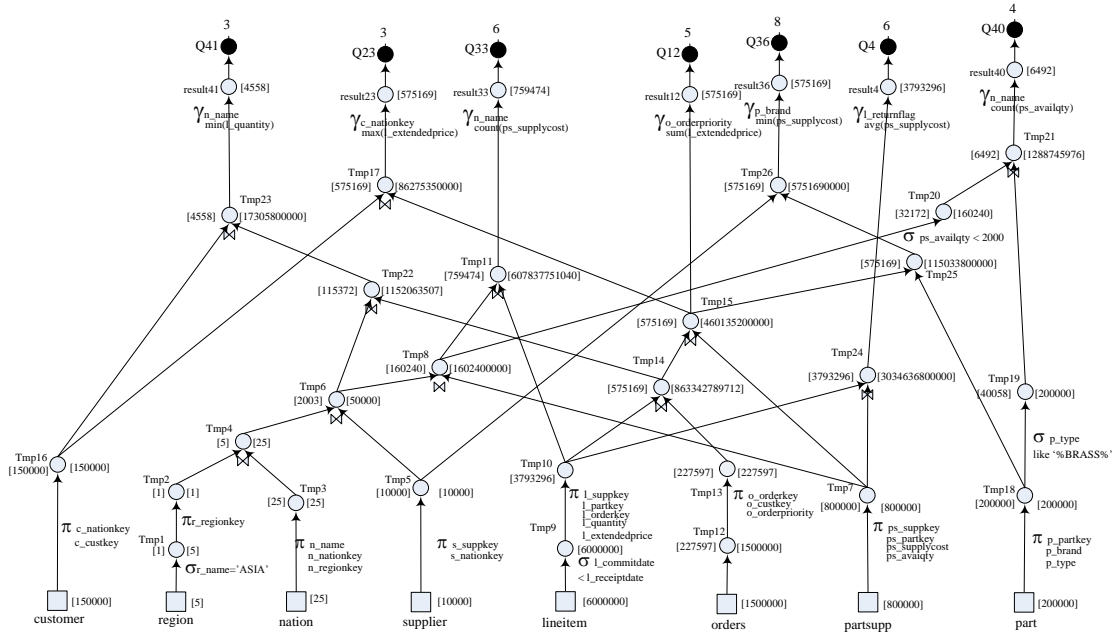 3 3 6 5 8 6 4
Q41 Q23 Q33 Q12 Q36 Q4 Q40
result41 [4558]
result23 [575169]
result33 [759474]
result12 [575169]
result36 [575169]
result4 [3793296]
result40 [6492]
γ n_name
min(l_quantity)
γ c_nationkey
max(l_extendedprice)
γ n_name
count(ps_supplycost)
γ o_orderpriority
sum(l_extendedprice)
γ p_brand
min(ps_supplycost)
γ l_returnflag
avg(ps_supplycost)
γ n_name
count(ps_availqty)
Tmp21
[6492] [1288745976]
Tmp17
[575169] [86275350000]
Tmp26
[575169] [5751690000]
Tmp23
[4558] [17305800000]
Tmp20
[32172] [160240]
σ ps_availqty < 2000
Tmp11
[759474] [607837751040]
[575169] [115033800000]
Tmp25
Tmp22
[115372] [1152063507]
Tmp15
[575169] [460135200000]
Tmp8
[160240] [1602400000]
Tmp24
[3793296] [3034636800000]
Tmp14
[575169] [863342789712]
Tmp6
[2003] [50000]
Tmp19
[40058] [200000]
σ p_type
like ‘%BRASS%’
Tmp4
[5] [25]
Tmp16
[150000] [150000]
Tmp10
[3793296]
[227597] [227597]
Tmp13
Tmp2
[1] [1]
Tmp3
[25] [25]
Tmp5
[10000] [10000]
Tmp7
[800000] [800000]
Tmp18
[200000] [200000]
π c_nationkey
c_custkey
π r_regionkey
π n_name
n_nationkey
n_regionkey
π s_suppkey
s_nationkey
π l_suppkey
l_partkey
l_orderkey
l_quantity
l_extendedprice
π o_orderkey
o_custkey
o_orderpriority
π ps_suppkey
ps_partkey
ps_supplycost
ps_avaiqty
π p_partkey
p_brand
p_type
Tmp1
[1] [5]
σ r_name='ASIA'
Tmp9
[6000000]
σ l_commitdate
< l_receiptdate
Tmp12
[227597] [1500000]
[150000] [5] [25] [10000] [6000000] [1500000] [800000] [200000]
customer region nation supplier lineitem orders partsupp part